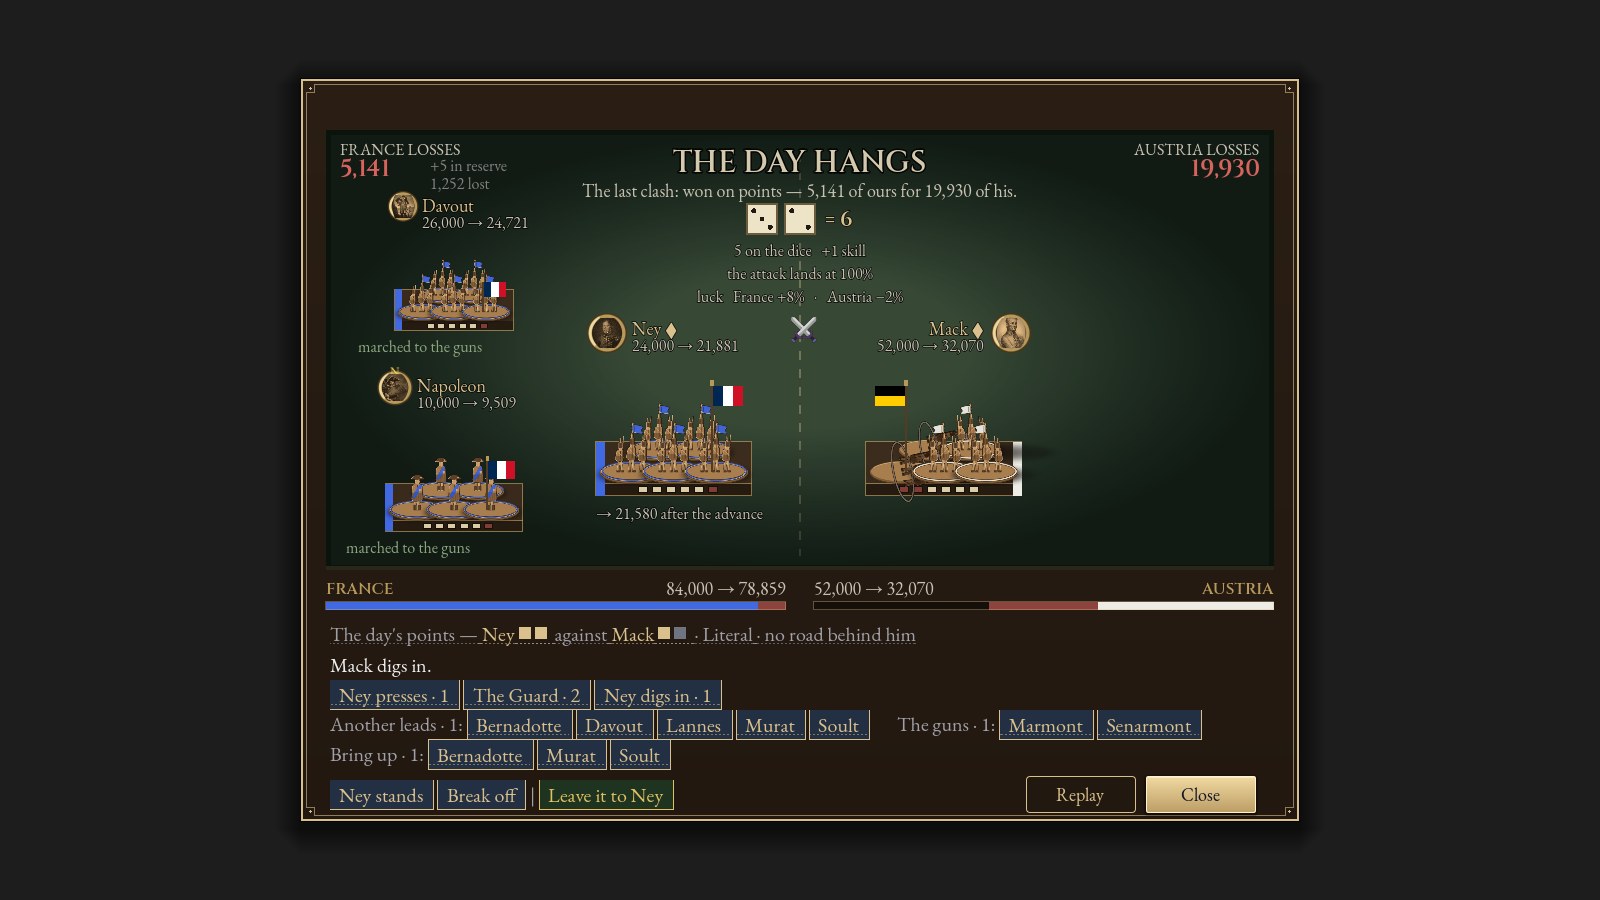 FRANCE LOSSES
5,141
+5 in reserve
1,252 lost
THE DAY HANGS
The last clash: won on points — 5,141 of ours for 19,930 of his.
= 6
5 on the dice +1 skill
the attack lands at 100%
luck France +8% · Austria −2%
AUSTRIA LOSSES
19,930
Davout
26,000 → 24,721
marched to the guns
N
Napoleon
10,000 → 9,509
marched to the guns
Ney
24,000 → 21,881
→ 21,580 after the advance
Mack
52,000 → 32,070
FRANCE 84,000 → 78,859
52,000 → 32,070 AUSTRIA
The day's points — Ney against Mack · Literal · no road behind him
Mack digs in.
Ney presses · 1 The Guard · 2 Ney digs in · 1
Another leads · 1: Bernadotte Davout Lannes Murat Soult The guns · 1: Marmont Senarmont
Bring up · 1: Bernadotte Murat Soult
Ney stands Break off | Leave it to Ney Replay Close